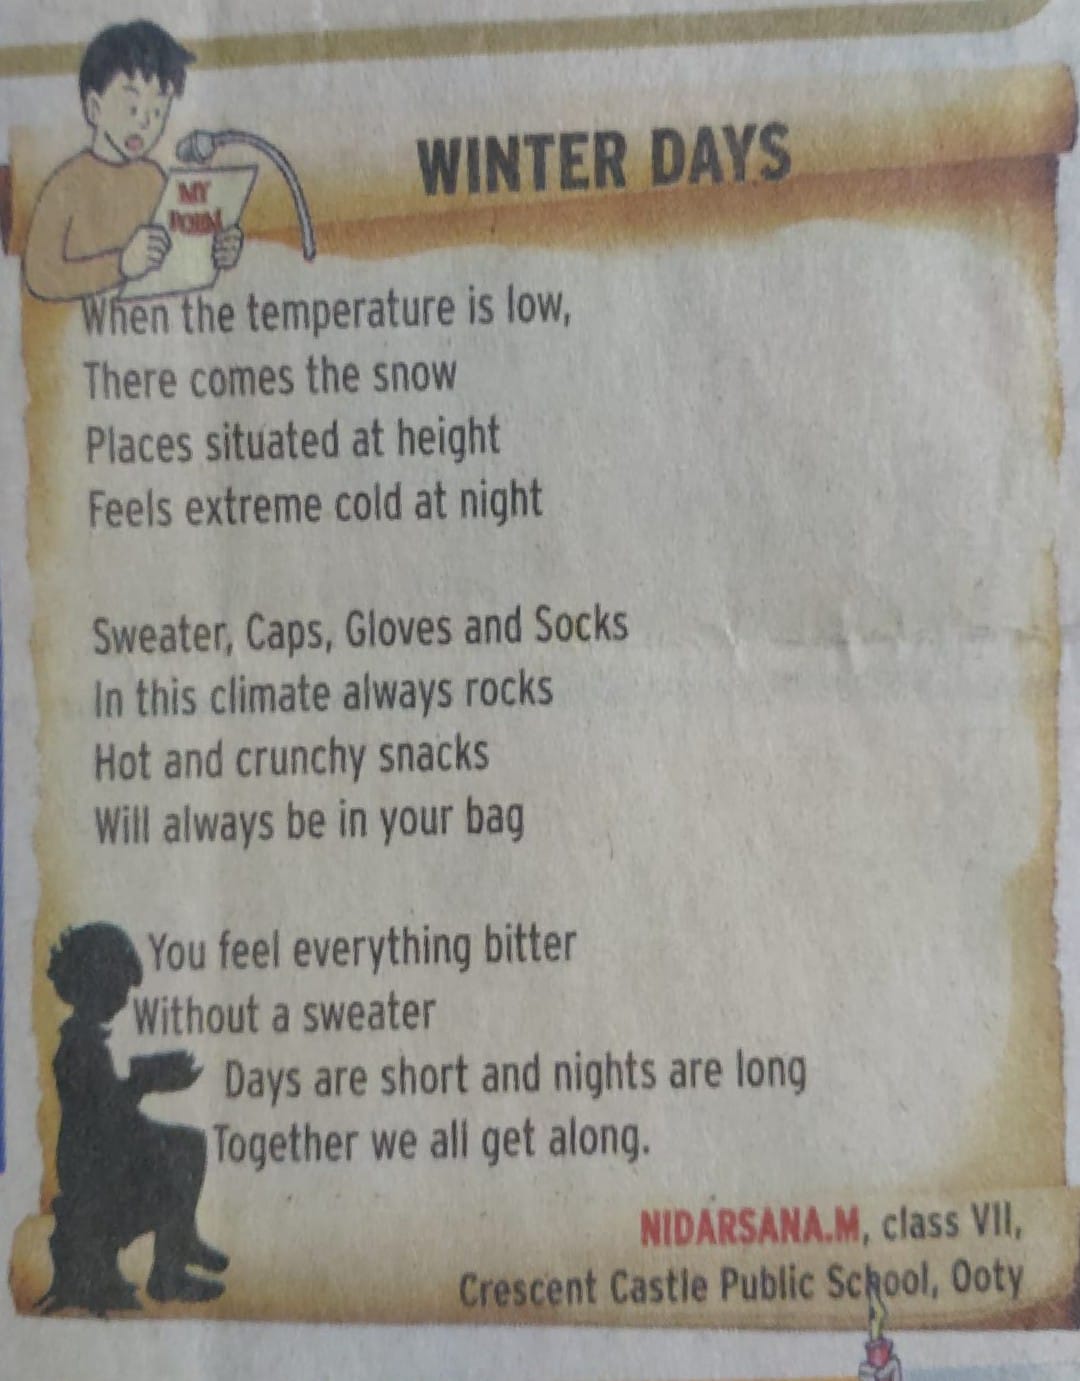 WINTER DAYS
MY
POEM
When the temperature is low,
There comes the snow
Places situated at height
Feels extreme cold at night
Sweater, Caps, Gloves and Socks
In this climate always rocks
Hot and crunchy snacks
Will always be in your bag
You feel everything bitter
Without a sweater
Days are short and nights are long
Together we all get along.
NIDARSANA.M, class VII,
Crescent Castle Public School, Ooty